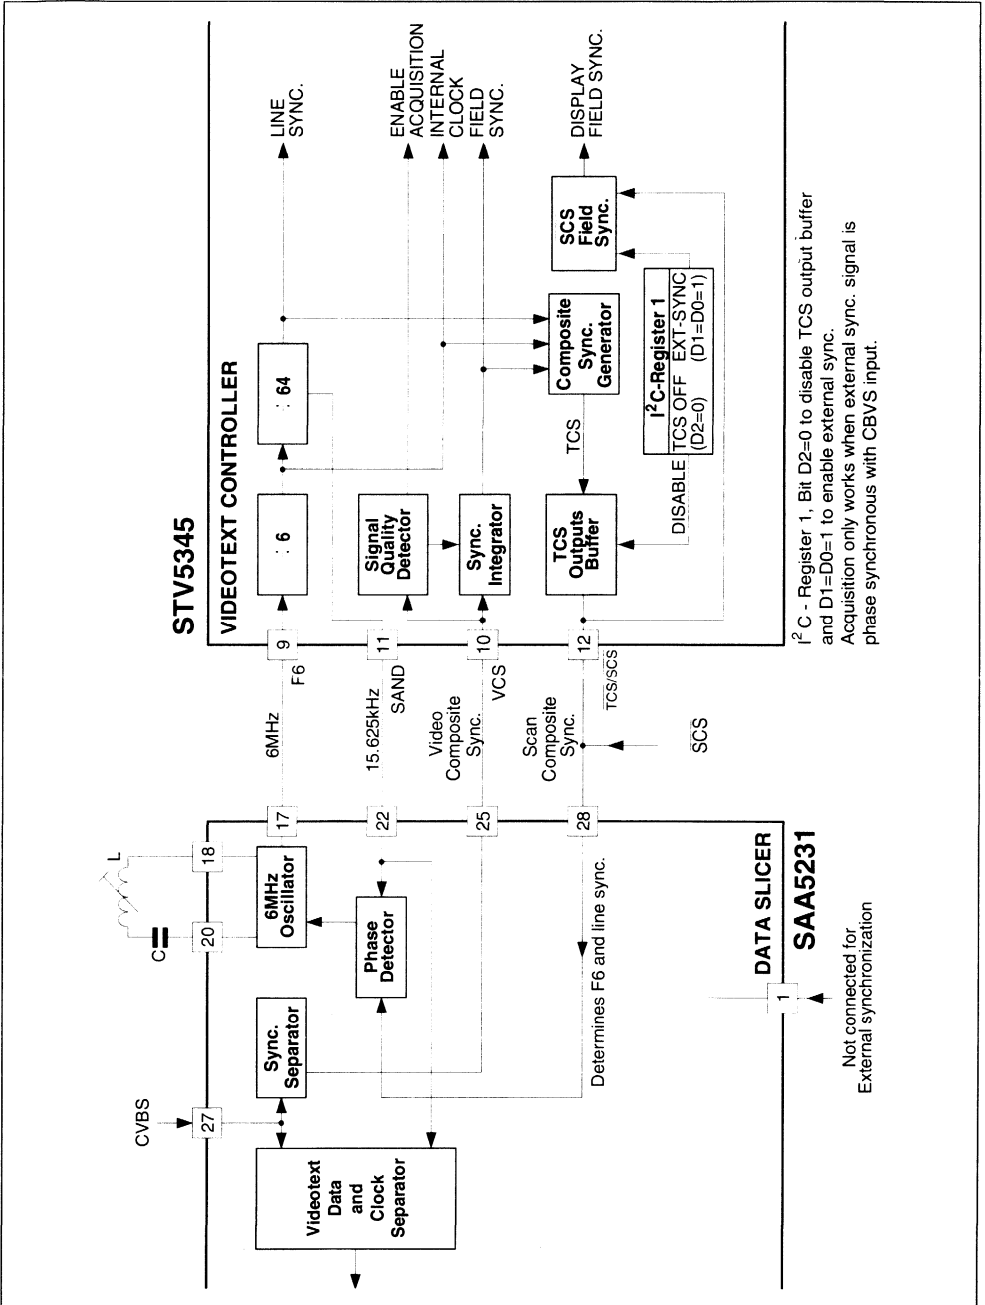 CVBS
27
Videotext
Data
and
Clock
Separator
Sync.
Separator
C
L
20
18
6MHz
Oscillator
Phase
Detector
17
22
25
28
Determines F6 and line sync.
DATA SLICER
SAA5231
1
Not connected for
External synchronization
6MHz
15.625kHz
Video
Composite
Sync.
Scan
Composite
Sync.
SCS
F6
SAND
VCS
TCS/SCS
9
11
10
12
STV5345
VIDEOTEXT CONTROLLER
: 6
: 64
Signal
Quality
Detector
Sync.
Integrator
TCS
Outputs
Buffer
TCS
Composite
Sync.
Generator
DISABLE
I²C-Register 1
TCS OFF EXT-SYNC
(D2=0) (D1=D0=1)
SCS
Field
Sync.
LINE
SYNC.
ENABLE
ACQUISITION
INTERNAL
CLOCK
FIELD
SYNC.
DISPLAY
FIELD SYNC.
I² C - Register 1, Bit D2=0 to disable TCS output buffer
and D1=D0=1 to enable external sync.
Acquisition only works when external sync. signal is
phase synchronous with CBVS input.